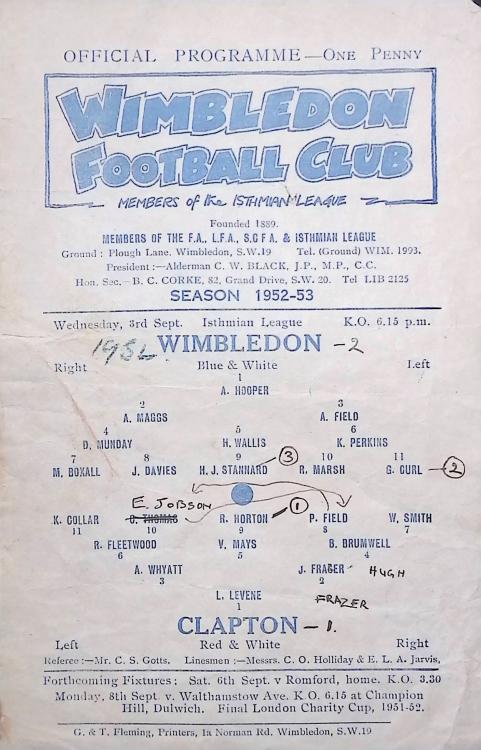 OFFICIAL PROGRAMME—ONE PENNY
WIMBLEDON
FOOTBALL CLUB
MEMBERS of the ISTHMIAN LEAGUE
Founded 1889.
MEMBERS OF THE F.A., L.F.A., S.C F A. & ISTHMIAN LEAGUE
Ground : Plough Lane, Wimbledon, S.W.19 Tel. (Ground) WIM. 1993.
President :—Alderman C. W. BLACK, J.P., M.P., C.C.
Hon. Sec.— B. C. CORKE, 82, Grand Drive, S.W. 20. Tel LIB 2125
SEASON 1952-53
Wednesday, 3rd Sept. Isthmian League K.O. 6.15 p.m.
1952 WIMBLEDON - 2
Right Blue & White Left
1
A. HOOPER
2 3
A. MAGGS A. FIELD
4 5 6
D. MUNDAY H. WALLIS K. PERKINS
7 8 9 10 11
M. BOXALL J. DAVIES H. J. STANNARD ③ R. MARSH G. CURL — ②
E. JOBSON
K. COLLAR C. THOMAS R. HORTON ① P. FIELD W. SMITH
11 10 9 8 7
R. FLEETWOOD V. MAYS B. BRUMWELL
6 5 4
A. WHYATT J. FRAGER HUGH
3 2
L. LEVENE FRAZER
1
CLAPTON — 1.
Left Red & White Right
Referee :—Mr. C. S. Gotts. Linesmen :—Messrs. C. O. Holliday & E. L. A. Jarvis,
Forthcoming Fixtures : Sat. 6th Sept. v Romford, home. K.O. 3.30
Monday, 8th Sept. v Walthamstow Ave. K.O. 6.15 at Champion
Hill, Dulwich. Final London Charity Cup, 1951-52.
G. & T. Fleming, Printers, 1a Norman Rd. Wimbledon, S.W.19